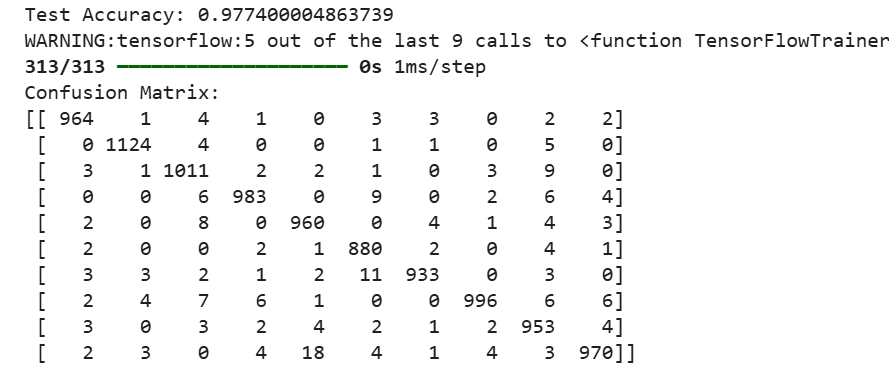 Test Accuracy: 0.977400004863739
WARNING:tensorflow:5 out of the last 9 calls to <function TensorFlowTrainer
313/313 ━━━━━━━━━━━━━━━━━━━━ 0s 1ms/step
Confusion Matrix:
[[ 964    1    4    1    0    3    3    0    2    2]
 [   0 1124    4    0    0    1    1    0    5    0]
 [   3    1 1011    2    2    1    0    3    9    0]
 [   0    0    6  983    0    9    0    2    6    4]
 [   2    0    8    0  960    0    4    1    4    3]
 [   2    0    0    2    1  880    2    0    4    1]
 [   3    3    2    1    2   11  933    0    3    0]
 [   2    4    7    6    1    0    0  996    6    6]
 [   3    0    3    2    4    2    1    2  953    4]
 [   2    3    0    4   18    4    1    4    3  970]]